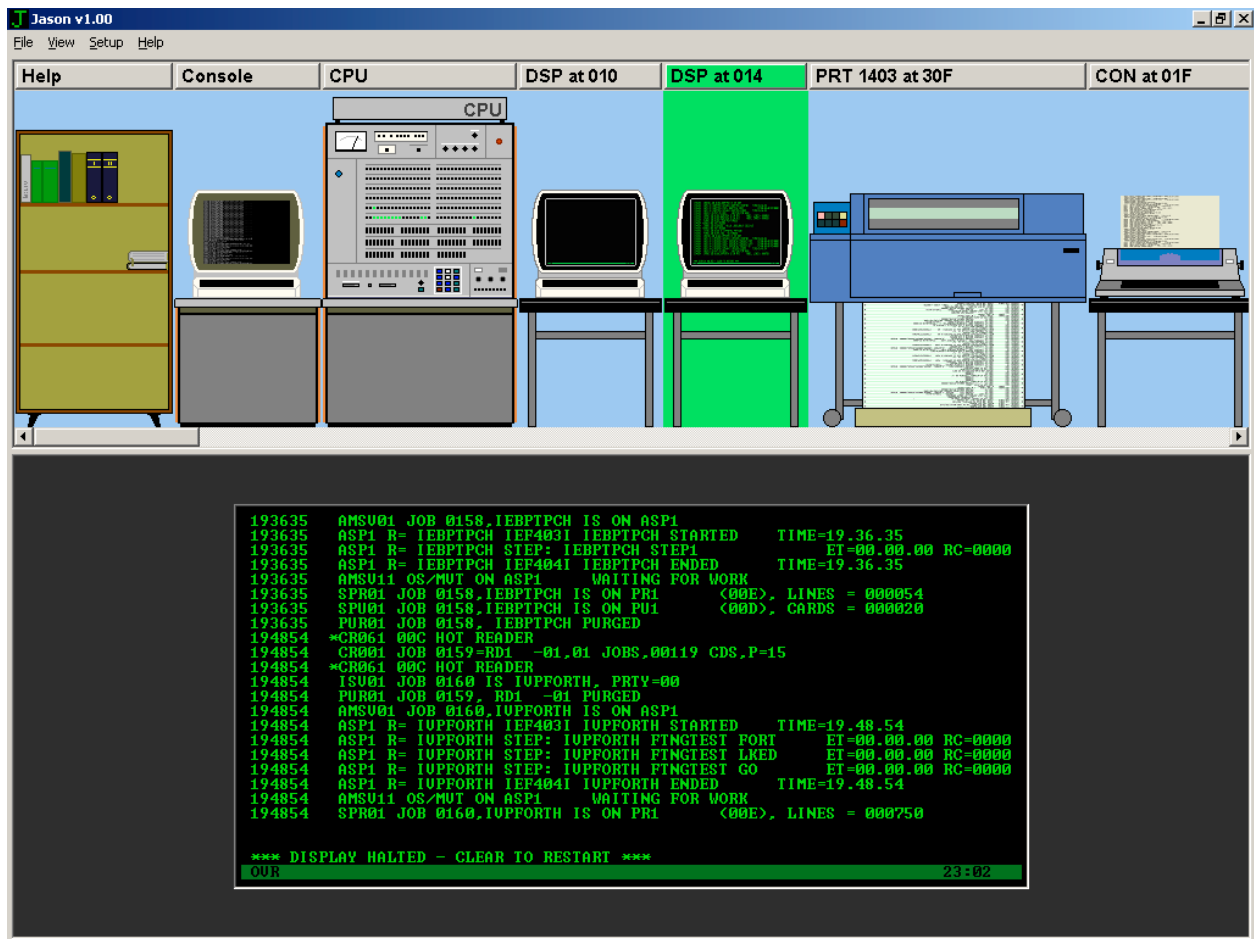 Jason v1.00
File View Setup Help
Help Console CPU DSP at 010 DSP at 014 PRT 1403 at 30F CON at 01F
CPU
193635 AMSV01 JOB 0158,IEBPTPCH IS ON ASP1
193635 ASP1 R= IEBPTPCH IEF403I IEBPTPCH STARTED TIME=19.36.35
193635 ASP1 R= IEBPTPCH STEP: IEBPTPCH STEP1 ET=00.00.00 RC=0000
193635 ASP1 R= IEBPTPCH IEF404I IEBPTPCH ENDED TIME=19.36.35
193635 AMSV11 OS/MVT ON ASP1 WAITING FOR WORK
193635 SPR01 JOB 0158,IEBPTPCH IS ON PR1 (00E), LINES = 000054
193635 SPU01 JOB 0158,IEBPTPCH IS ON PU1 (00D), CARDS = 000020
193635 PUR01 JOB 0158, IEBPTPCH PURGED
194854 *CR061 00C HOT READER
194854 CR001 JOB 0159=RD1 -01,01 JOBS,00119 CDS,P=15
194854 *CR061 00C HOT READER
194854 ISV01 JOB 0160 IS IVPFORTH, PRTY=00
194854 PUR01 JOB 0159, RD1 -01 PURGED
194854 AMSV01 JOB 0160,IVPFORTH IS ON ASP1
194854 ASP1 R= IVPFORTH IEF403I IVPFORTH STARTED TIME=19.48.54
194854 ASP1 R= IVPFORTH STEP: IVPFORTH FTNGTEST FORT ET=00.00.00 RC=0000
194854 ASP1 R= IVPFORTH STEP: IVPFORTH FTNGTEST LKED ET=00.00.00 RC=0000
194854 ASP1 R= IVPFORTH STEP: IVPFORTH FTNGTEST GO ET=00.00.00 RC=0000
194854 ASP1 R= IVPFORTH IEF404I IVPFORTH ENDED TIME=19.48.54
194854 AMSV11 OS/MVT ON ASP1 WAITING FOR WORK
194854 SPR01 JOB 0160,IVPFORTH IS ON PR1 (00E), LINES = 000750
*** DISPLAY HALTED - CLEAR TO RESTART ***
OVR 23:02